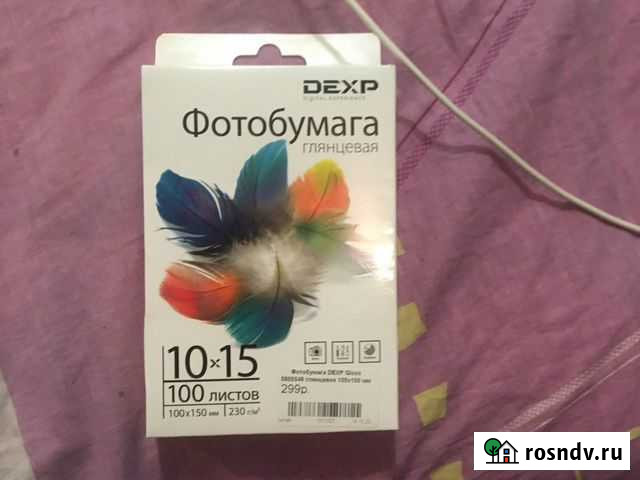 DEXP
DIGITAL EXPERIENCE
Фотобумага
глянцевая
10×15
100 листов
100x150 мм 230 г/м²
Фотобумага DEXP Gloss
глянцевая 100x150 мм
299р.
rosndv.ru